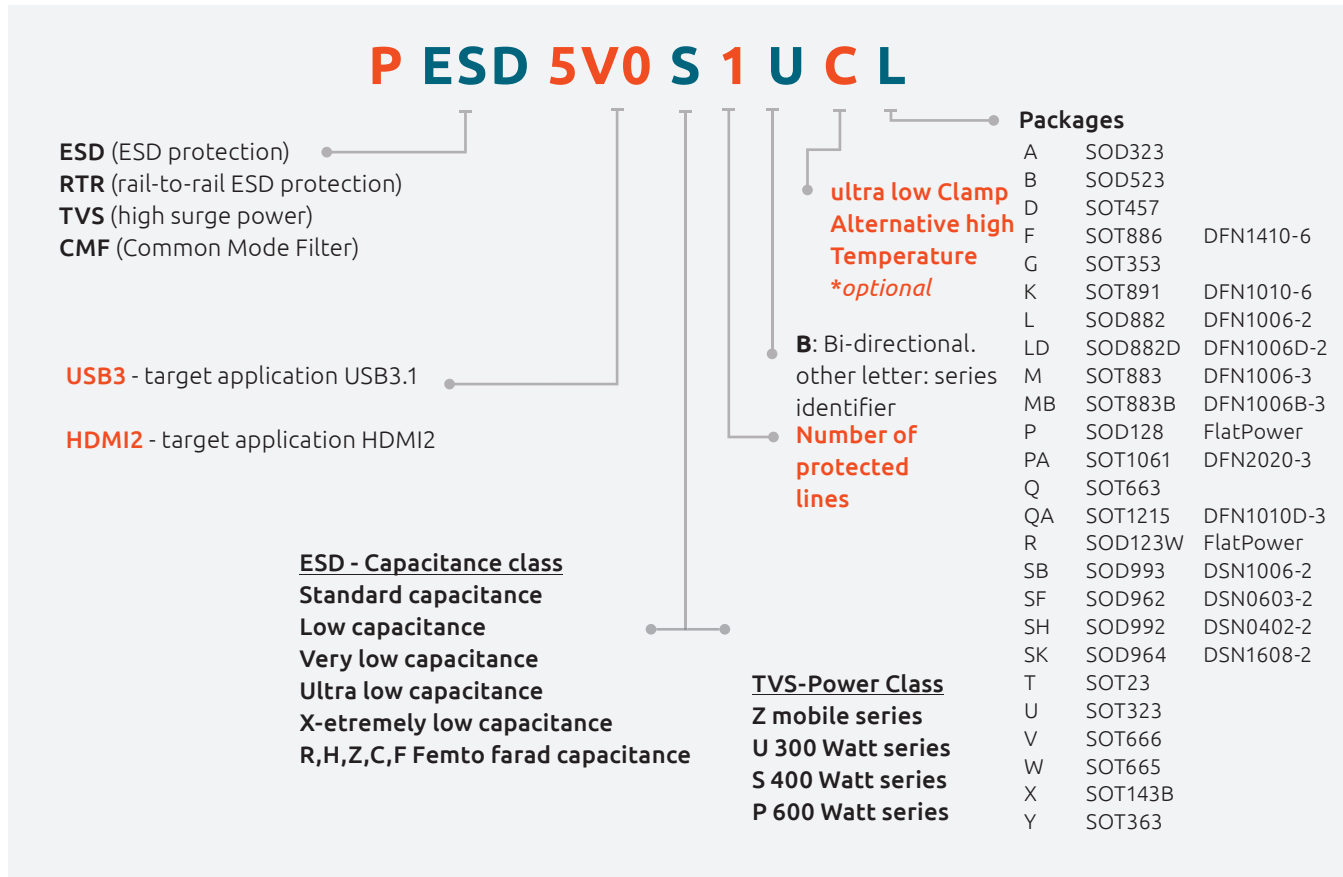 P ESD 5V0 S 1 U C L
ESD (ESD protection)
RTR (rail-to-rail ESD protection)
TVS (high surge power)
CMF (Common Mode Filter)
USB3 - target application USB3.1
HDMI2 - target application HDMI2
ESD - Capacitance class
Standard capacitance
Low capacitance
Very low capacitance
Ultra low capacitance
X-etremely low capacitance
R,H,Z,C,F Femto farad capacitance
TVS-Power Class
Z mobile series
U 300 Watt series
S 400 Watt series
P 600 Watt series
Number of
protected
lines
B: Bi-directional.
other letter: series
identifier
ultra low Clamp
Alternative high
Temperature
*optional
Packages
A SOD323
B SOD523
D SOT457
F SOT886 DFN1410-6
G SOT353
K SOT891 DFN1010-6
L SOD882 DFN1006-2
LD SOD882D DFN1006D-2
M SOT883 DFN1006-3
MB SOT883B DFN1006B-3
P SOD128 FlatPower
PA SOT1061 DFN2020-3
Q SOT663
QA SOT1215 DFN1010D-3
R SOD123W FlatPower
SB SOD993 DSN1006-2
SF SOD962 DSN0603-2
SH SOD992 DSN0402-2
SK SOD964 DSN1608-2
T SOT23
U SOT323
V SOT666
W SOT665
X SOT143B
Y SOT363